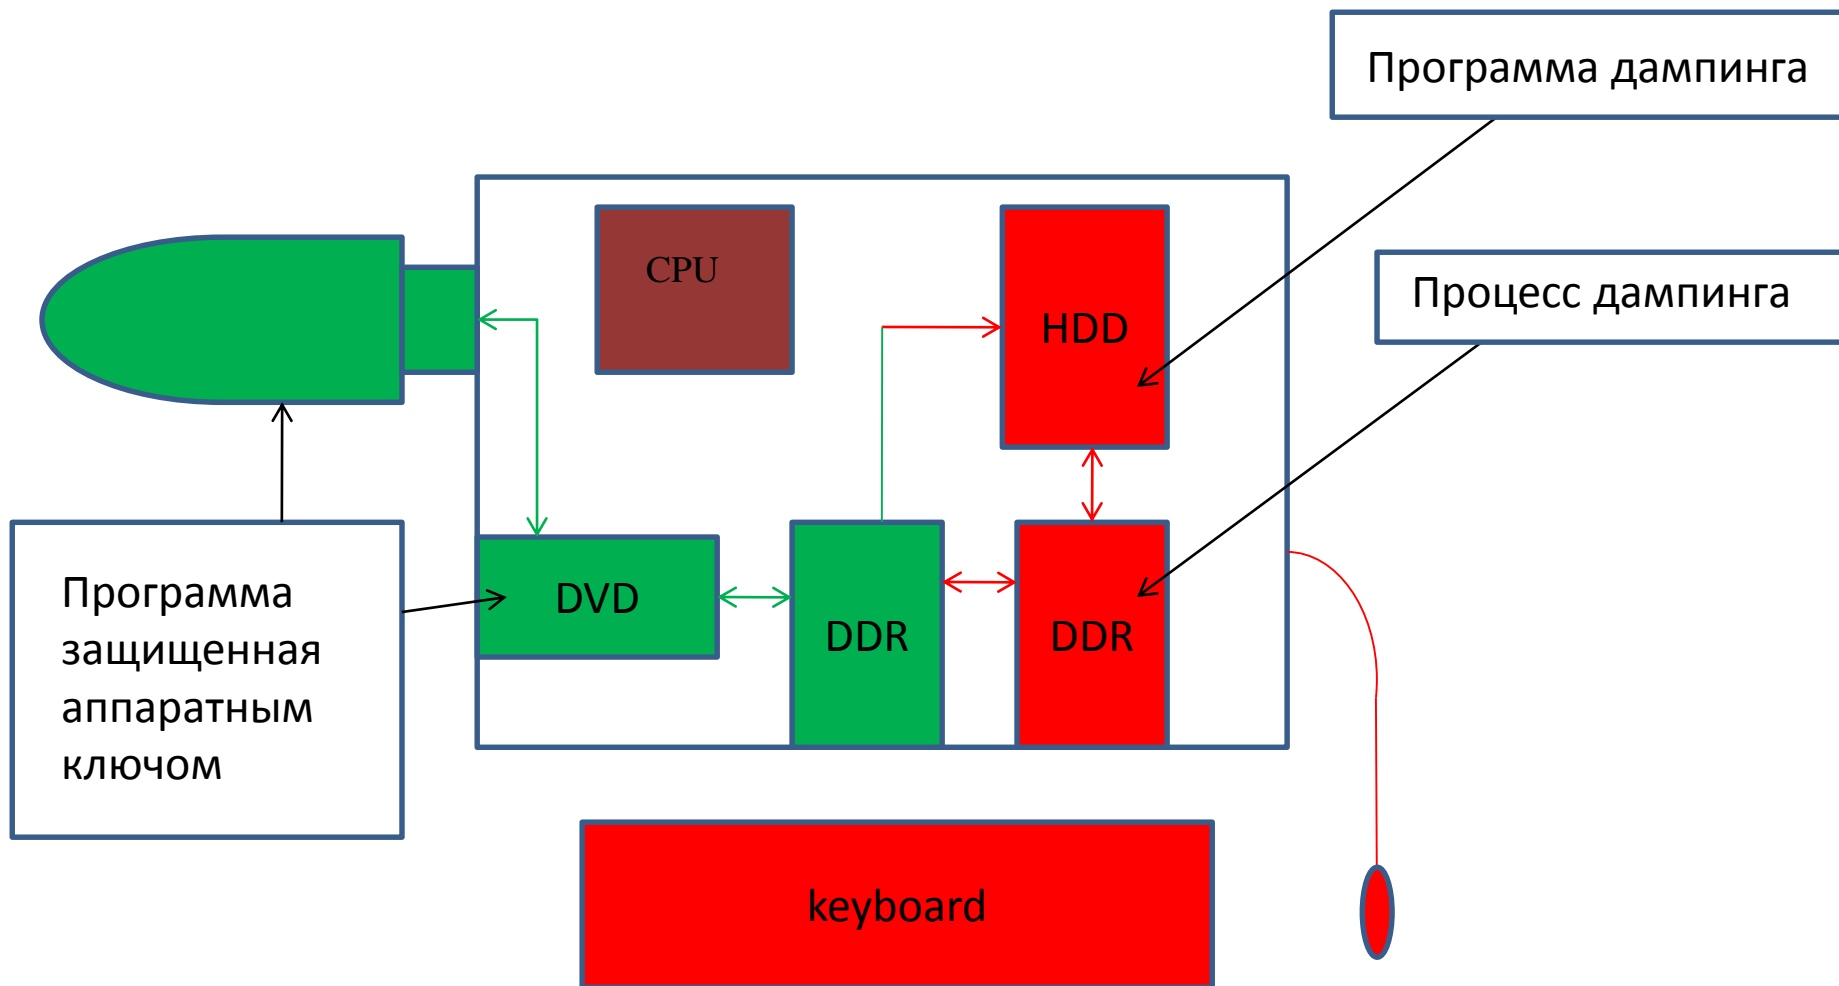 Программа дампинга
Процесс дампинга
CPU
HDD
DVD
DDR
DDR
Программа
защищенная
аппаратным
ключом
keyboard